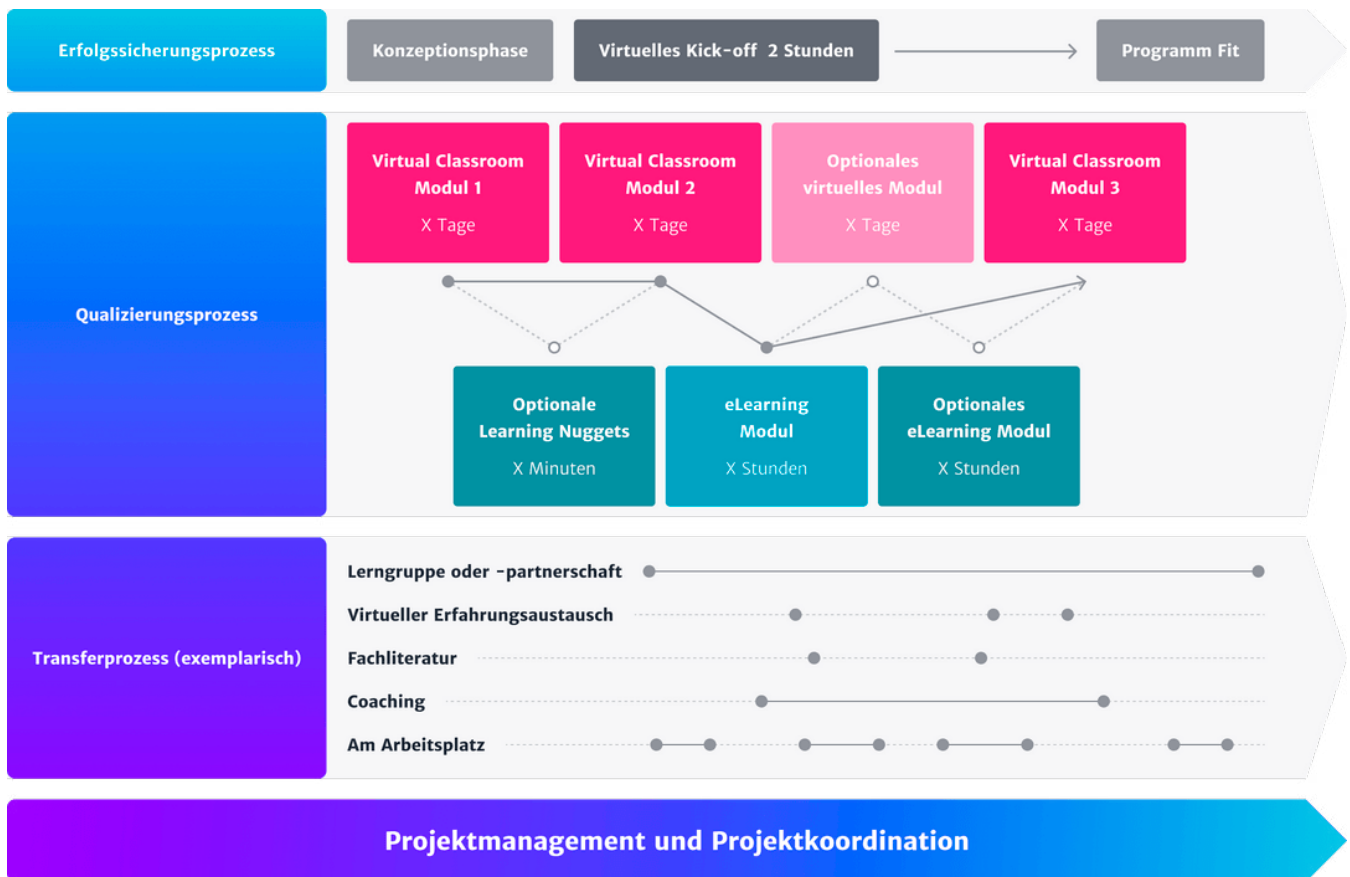 Erfolgssicherungsprozess
Konzeptionsphase
Virtuelles Kick-off 2 Stunden
Programm Fit
Qualizierungsprozess
Virtual Classroom
Modul 1
X Tage
Virtual Classroom
Modul 2
X Tage
Optionales
virtuelles Modul
X Tage
Virtual Classroom
Modul 3
X Tage
Optionale
Learning Nuggets
X Minuten
eLearning
Modul
X Stunden
Optionales
eLearning Modul
X Stunden
Transferprozess (exemplarisch)
Lerngruppe oder -partnerschaft
Virtueller Erfahrungsaustausch
Fachliteratur
Coaching
Am Arbeitsplatz
Projektmanagement und Projektkoordination